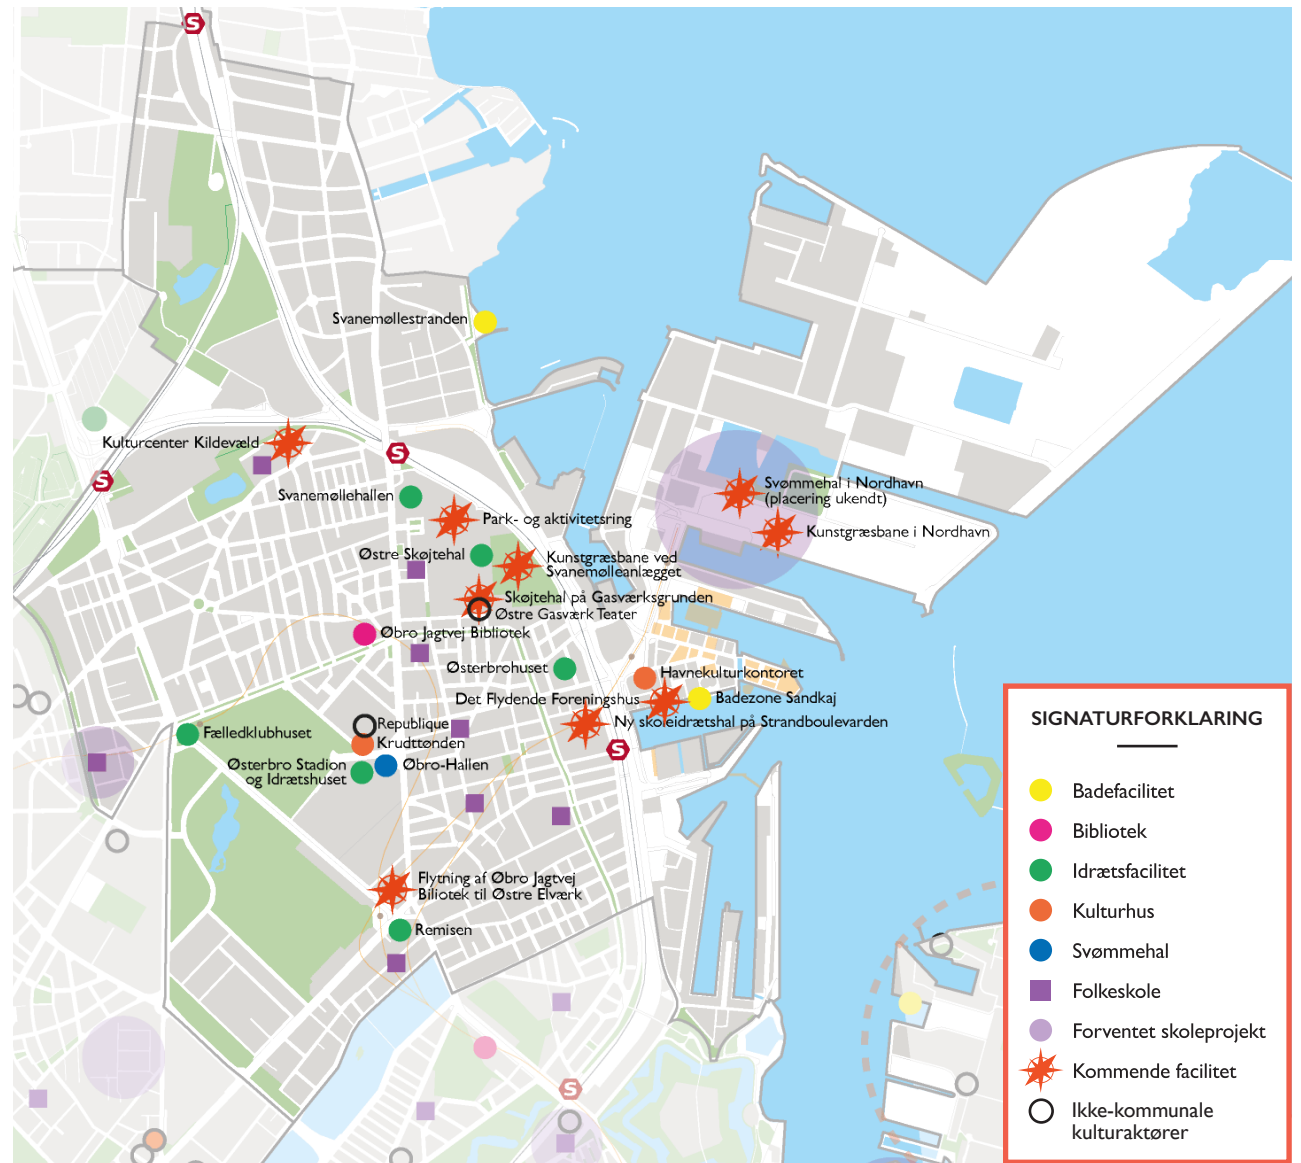 S
Svanemøllestranden
Kulturcenter Kildevæld
S
S
Svanemøllehallen
Svømmehal i Nordhavn
(placering ukendt)
Park- og aktivitetsring
Kunstgræsbane i Nordhavn
Østre Skøjtehal
Kunstgræsbane ved
Svanemølleanlægget
Skøjtehal på Gasværksgrunden
Østre Gasværk Teater
Øbro Jagtvej Bibliotek
Østerbrohuset
Havnekulturkontoret
Det Flydende Foreningshus
Badezone Sandkaj
Ny skoleidrætshal på Strandboulevarden
Republique
Fælledklubhuset
Krudttønden
S
Østerbro Stadion
og Idrætshuset
Øbro-Hallen
Flytning af Øbro Jagtvej
Biliotek til Østre Elværk
Remisen
S
SIGNATURFORKLARING
Badefacilitet
Bibliotek
Idrætsfacilitet
Kulturhus
Svømmehal
Folkeskole
Forventet skoleprojekt
Kommende facilitet
Ikke-kommunale
kulturaktører